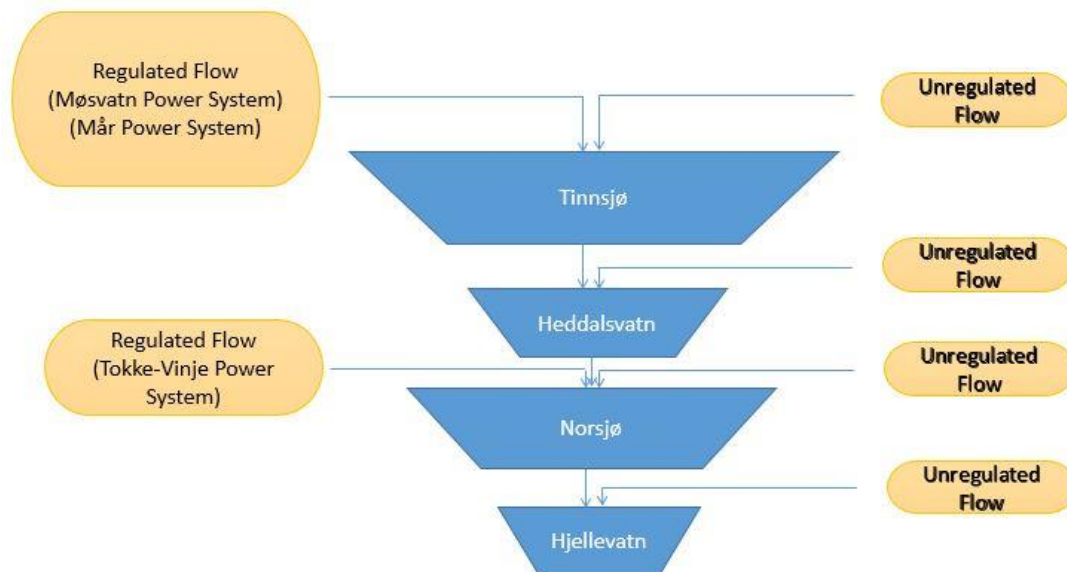 Regulated Flow
(Møsvatn Power System)
(Mår Power System)
Unregulated
Flow
Tinnsjø
Unregulated
Flow
Heddalsvatn
Regulated Flow
(Tokke-Vinje Power
System)
Unregulated
Flow
Norsjø
Unregulated
Flow
Hjellevatn